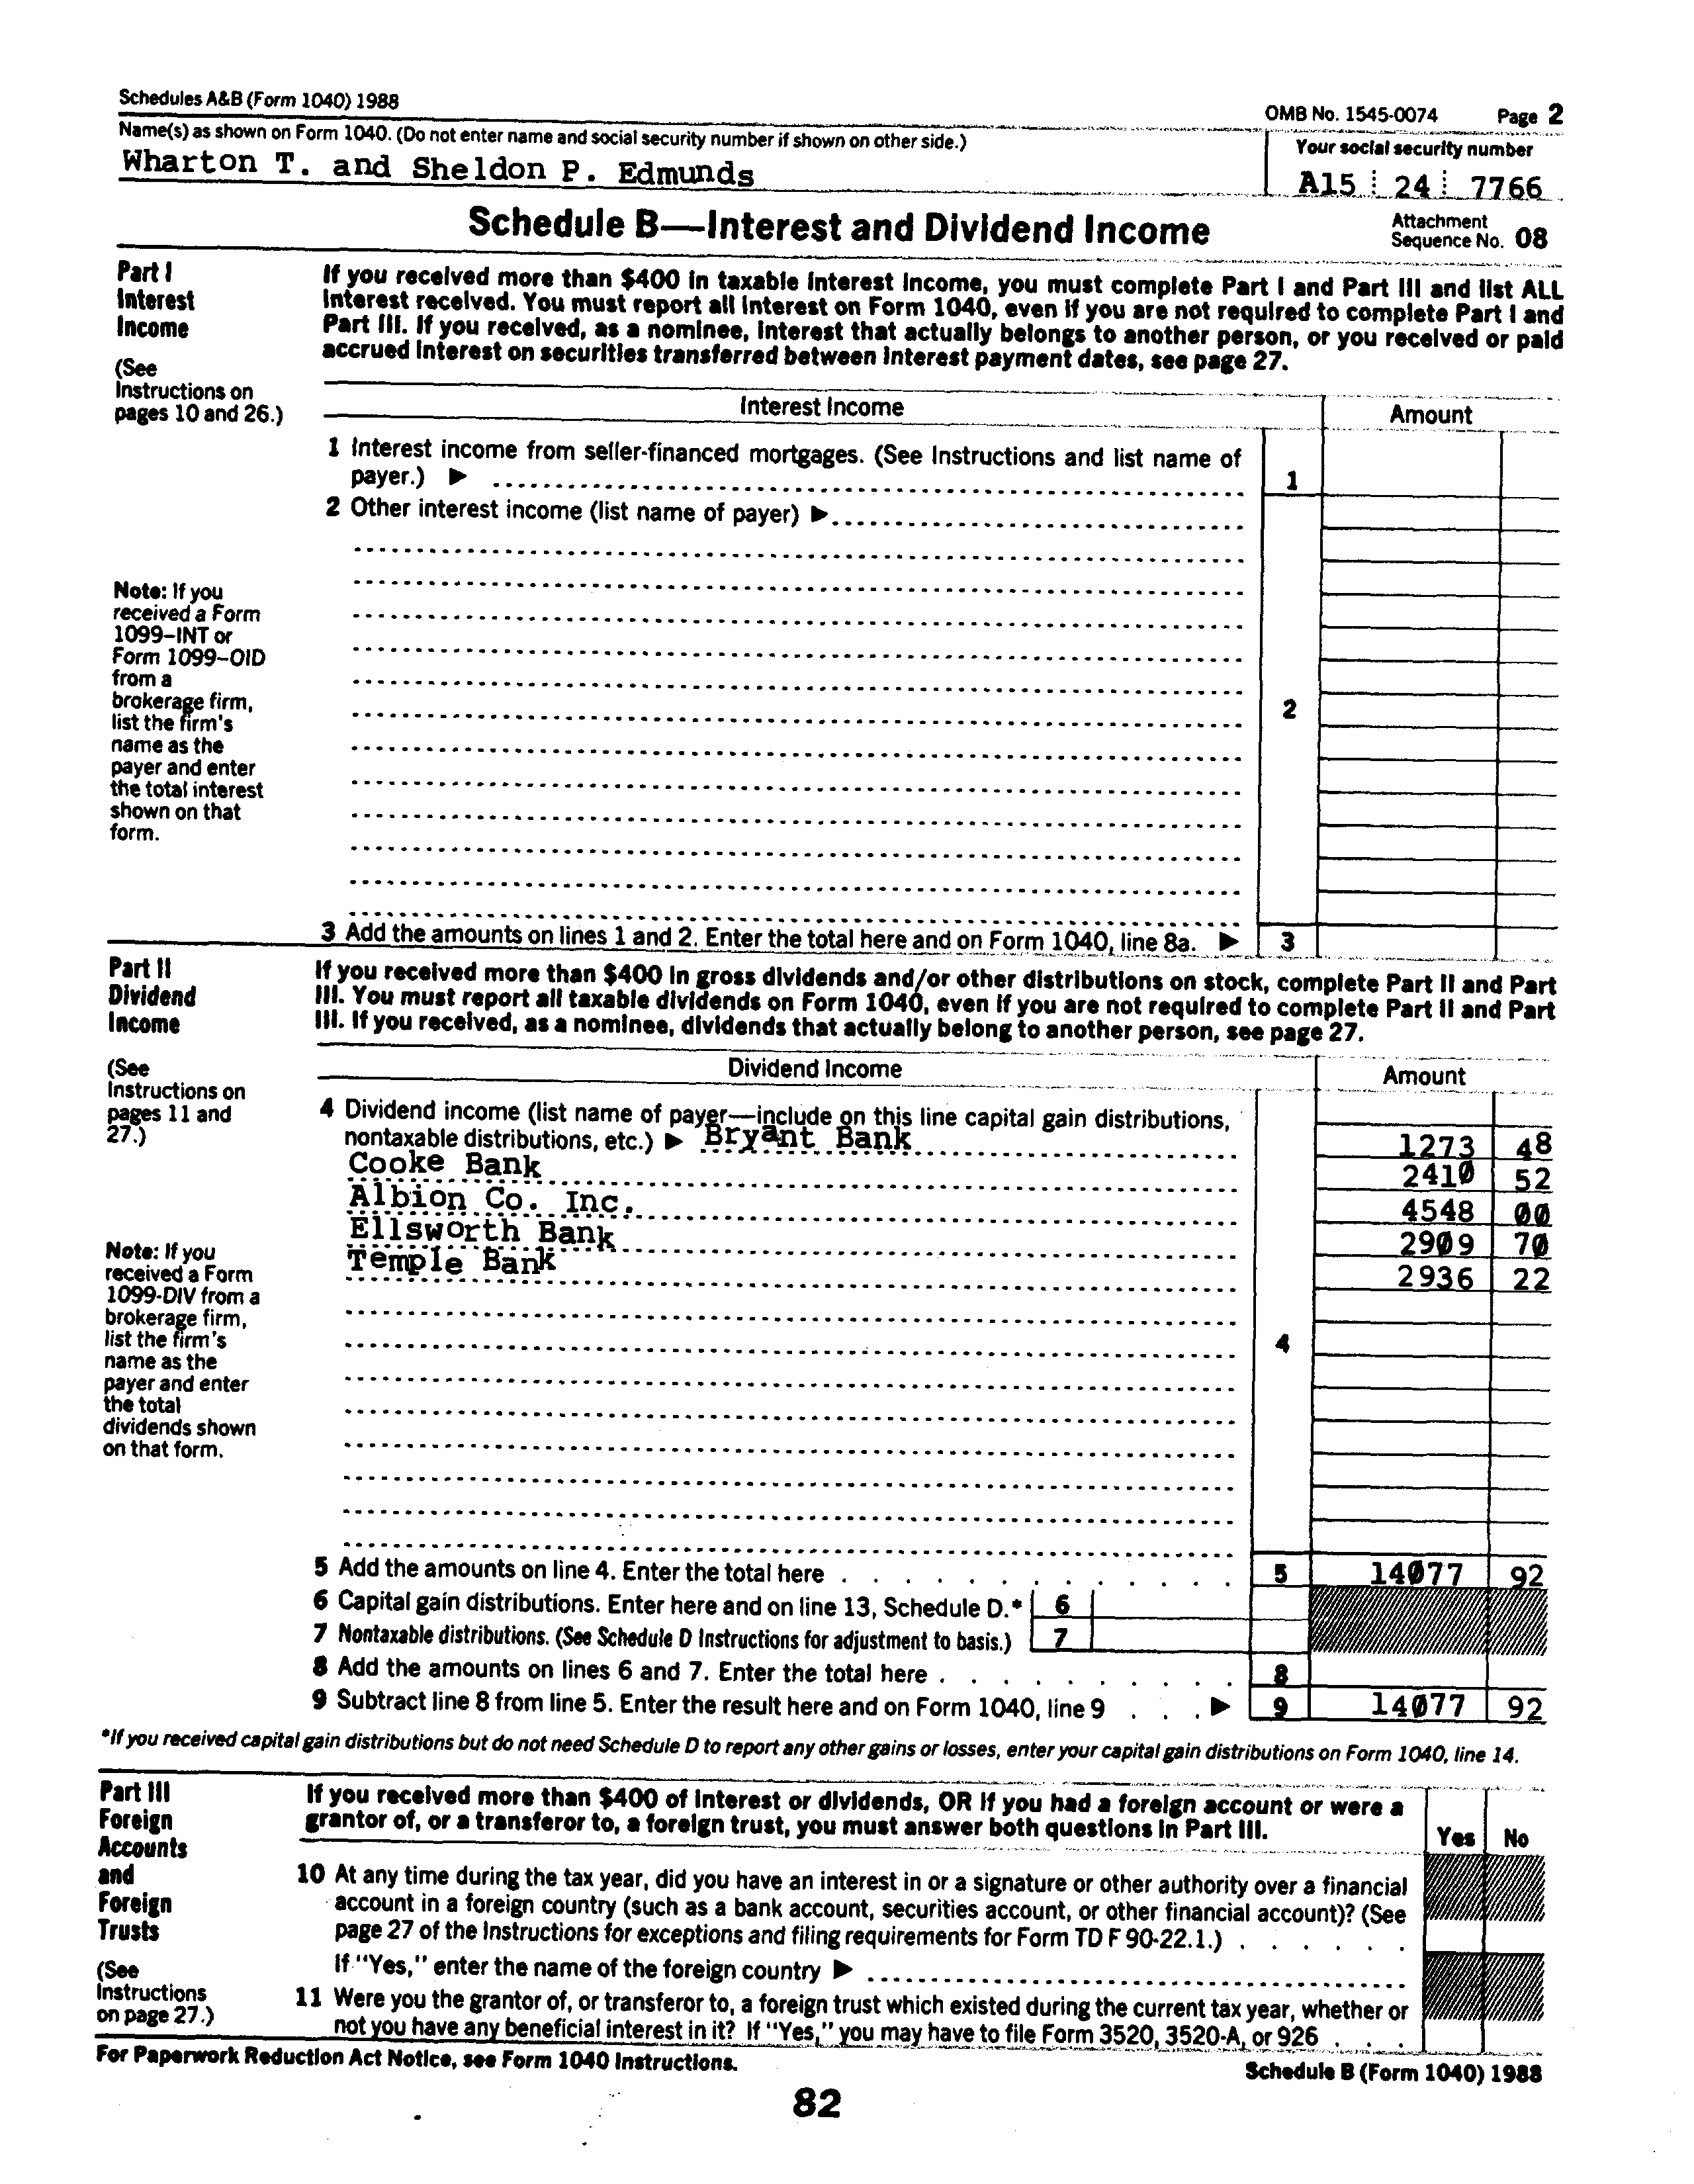 Schedules A&B (Form 1040) 1988
OMB No. 1545-0074 Page 2
Name(s) as shown on Form 1040. (Do not enter name and social security number if shown on other side.)
Your social security number
Wharton T. and Sheldon P. Edmunds
A15 24 7766
Schedule B—Interest and Dividend Income
Attachment
Sequence No. 08
Part I
Interest
Income
(See
Instructions on
pages 10 and 26.)
If you received more than $400 in taxable interest income, you must complete Part I and Part III and list ALL
interest received. You must report all interest on Form 1040, even if you are not required to complete Part I and
Part III. If you received, as a nominee, interest that actually belongs to another person, or you received or paid
accrued interest on securities transferred between interest payment dates, see page 27.
Interest Income
Amount
1 Interest income from seller-financed mortgages. (See Instructions and list name of
payer.) ▶
1
2 Other interest income (list name of payer) ▶
Note: If you
received a Form
1099–INT or
Form 1099–OID
from a
brokerage firm,
list the firm's
name as the
payer and enter
the total interest
shown on that
form.
2
3 Add the amounts on lines 1 and 2. Enter the total here and on Form 1040, line 8a. ▶ 3
Part II
Dividend
Income
(See
Instructions on
pages 11 and
27.)
If you received more than $400 in gross dividends and/or other distributions on stock, complete Part II and Part
III. You must report all taxable dividends on Form 1040, even if you are not required to complete Part II and Part
III. If you received, as a nominee, dividends that actually belong to another person, see page 27.
Dividend Income
Amount
4 Dividend income (list name of payer—include on this line capital gain distributions,
nontaxable distributions, etc.) ▶ Bryant Bank 1273 48
Cooke Bank 2410 52
Albion Co. Inc. 4548 00
Ellsworth Bank 2909 70
Temple Bank 2936 22
Note: If you
received a Form
1099-DIV from a
brokerage firm,
list the firm's
name as the
payer and enter
the total
dividends shown
on that form.
4
5 Add the amounts on line 4. Enter the total here . . . . . . . . . . . . . 5 14077 92
6 Capital gain distributions. Enter here and on line 13, Schedule D.* 6
7 Nontaxable distributions. (See Schedule D Instructions for adjustment to basis.) 7
8 Add the amounts on lines 6 and 7. Enter the total here . . . . . . . . . . 8
9 Subtract line 8 from line 5. Enter the result here and on Form 1040, line 9 . . . ▶ 9 14077 92
*If you received capital gain distributions but do not need Schedule D to report any other gains or losses, enter your capital gain distributions on Form 1040, line 14.
Part III
Foreign
Accounts
and
Foreign
Trusts
(See
Instructions
on page 27.)
If you received more than $400 of interest or dividends, OR if you had a foreign account or were a
grantor of, or a transferor to, a foreign trust, you must answer both questions in Part III.
Yes No
10 At any time during the tax year, did you have an interest in or a signature or other authority over a financial
account in a foreign country (such as a bank account, securities account, or other financial account)? (See
page 27 of the Instructions for exceptions and filing requirements for Form TD F 90-22.1.) . . . . . .
If "Yes," enter the name of the foreign country ▶
11 Were you the grantor of, or transferor to, a foreign trust which existed during the current tax year, whether or
not you have any beneficial interest in it? If "Yes," you may have to file Form 3520, 3520-A, or 926 . . .
For Paperwork Reduction Act Notice, see Form 1040 Instructions.
Schedule B (Form 1040) 1988
82